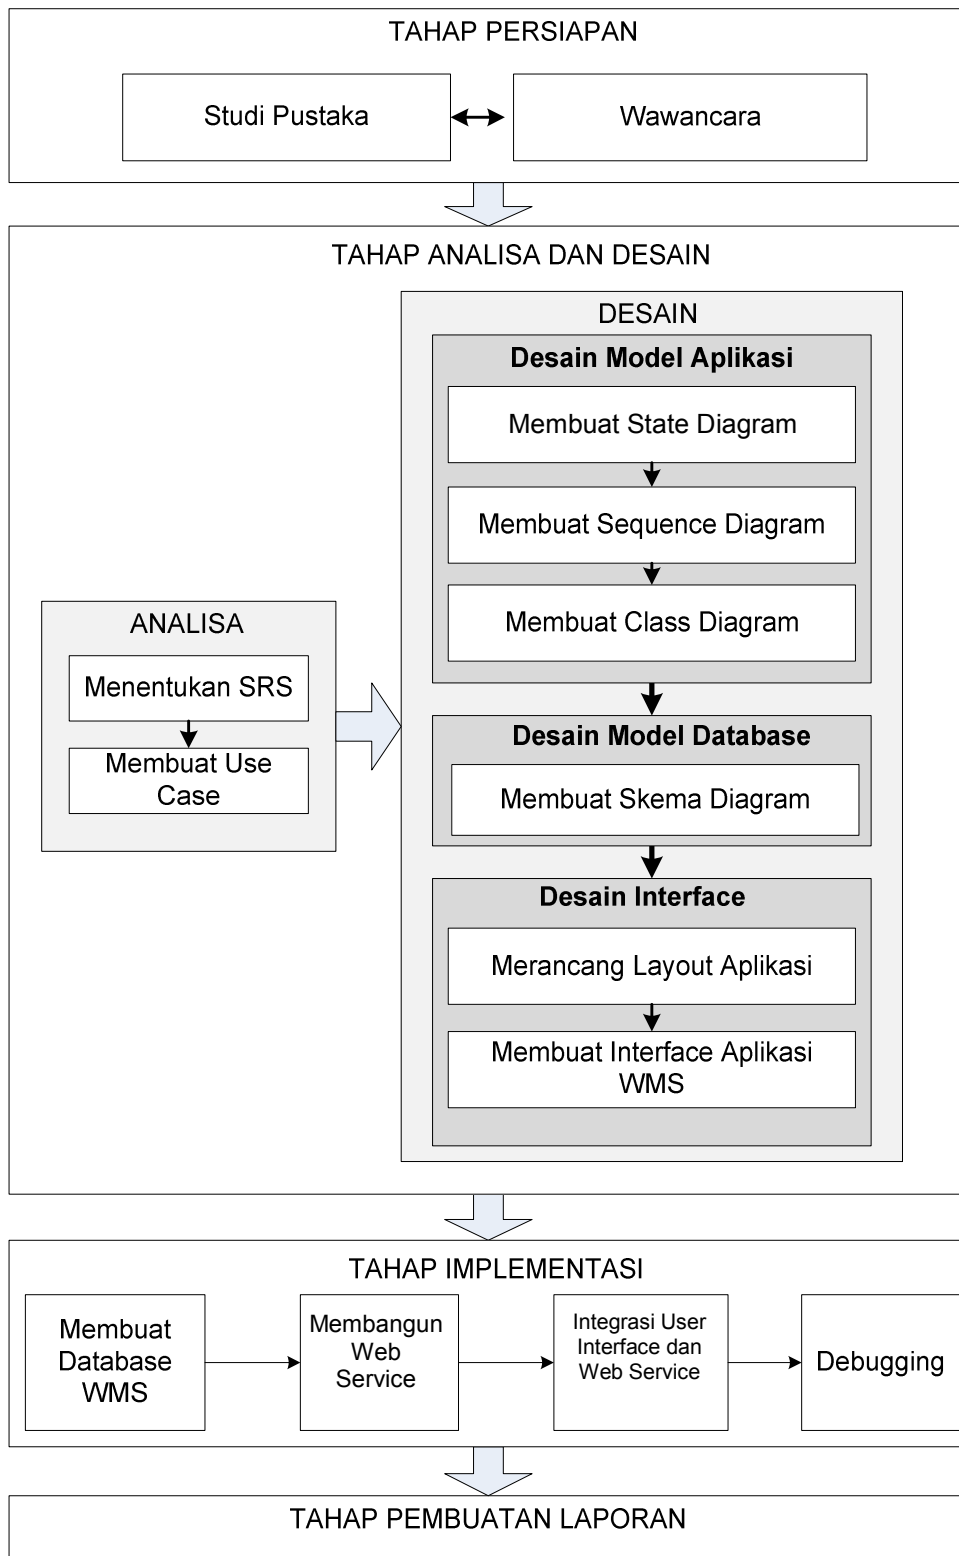 TAHAP PERSIAPAN
Studi Pustaka
Wawancara
TAHAP ANALISA DAN DESAIN
ANALISA
Menentukan SRS
Membuat Use
Case
DESAIN
Desain Model Aplikasi
Membuat State Diagram
Membuat Sequence Diagram
Membuat Class Diagram
Desain Model Database
Membuat Skema Diagram
Desain Interface
Merancang Layout Aplikasi
Membuat Interface Aplikasi
WMS
TAHAP IMPLEMENTASI
Membuat
Database
WMS
Membangun
Web
Service
Integrasi User
Interface dan
Web Service
Debugging
TAHAP PEMBUATAN LAPORAN